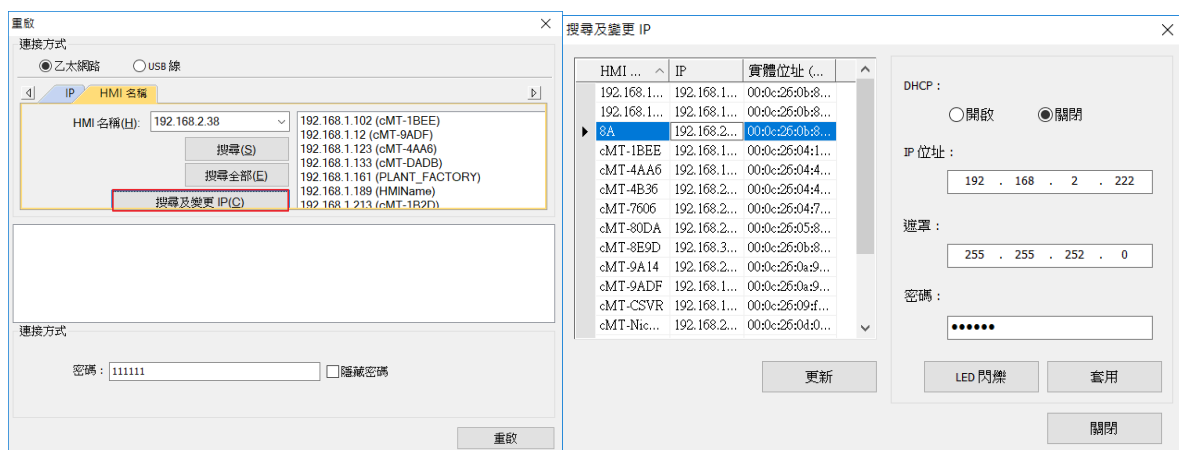 重啟
連接方式
乙太網路 USB 線
IP HMI 名稱
HMI 名稱(H): 192.168.2.38
搜尋(S)
搜尋全部(E)
搜尋及變更 IP(C)
192.168.1.102 (cMT-1BEE)
192.168.1.12 (cMT-9ADF)
192.168.1.123 (cMT-4AA6)
192.168.1.133 (cMT-DADB)
192.168.1.161 (PLANT_FACTORY)
192.168.1.189 (HMIName)
192.168.1.213 (cMT-1B2D)
連接方式
密碼：111111 隱藏密碼
重啟
搜尋及變更 IP
HMI ... IP 實體位址 (...
192.168.1... 192.168.1... 00:0c:26:0b:8...
192.168.1... 192.168.1... 00:0c:26:0b:8...
8A 192.168.2... 00:0c:26:0b:8...
cMT-1BEE 192.168.1... 00:0c:26:04:1...
cMT-4AA6 192.168.1... 00:0c:26:04:4...
cMT-4B36 192.168.2... 00:0c:26:04:4...
cMT-7606 192.168.2... 00:0c:26:04:7...
cMT-80DA 192.168.2... 00:0c:26:05:8...
cMT-8E9D 192.168.3... 00:0c:26:0b:8...
cMT-9A14 192.168.2... 00:0c:26:0a:9...
cMT-9ADF 192.168.1... 00:0c:26:0a:9...
cMT-CSVR 192.168.1... 00:0c:26:09:f...
cMT-Nic... 192.168.2... 00:0c:26:0d:0...
更新
DHCP：
開啟 關閉
IP 位址：
192 . 168 . 2 . 222
遮罩：
255 . 255 . 252 . 0
密碼：
••••••
LED 閃爍 套用
關閉